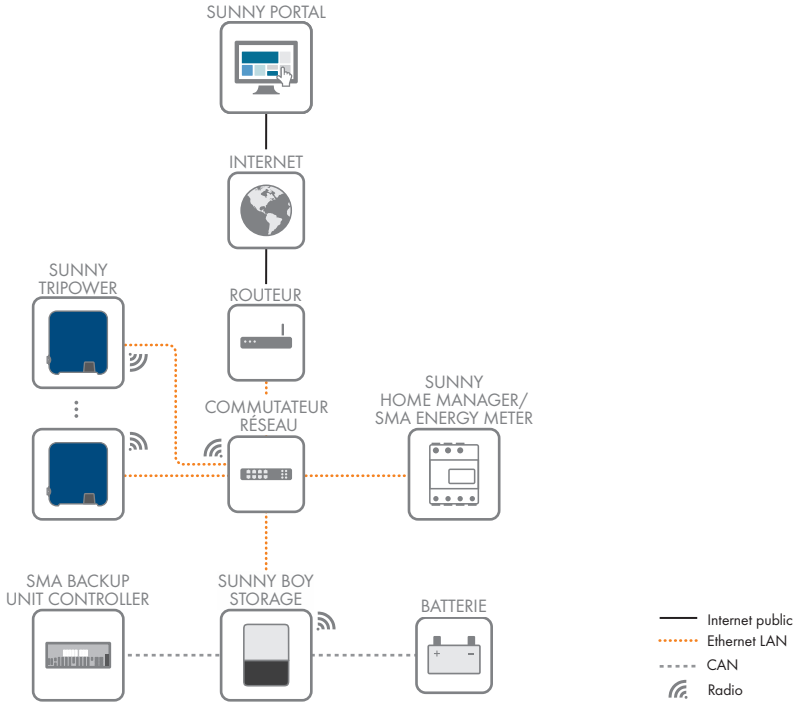 SUNNY PORTAL
INTERNET
SUNNY
TRIPOWER
ROUTEUR
COMMUTATEUR
RÉSEAU
SUNNY
HOME MANAGER/
SMA ENERGY METER
SMA BACKUP
UNIT CONTROLLER
SUNNY BOY
STORAGE
BATTERIE
+ −
Internet public
Ethernet LAN
CAN
Radio